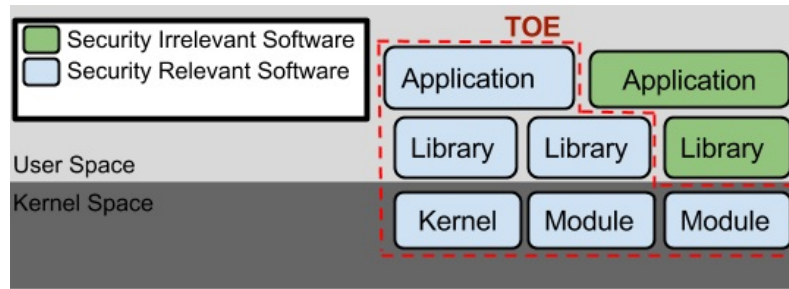 TOE
Security Irrelevant Software
Security Relevant Software
Application Application
Library Library Library
User Space
Kernel Space
Kernel Module Module